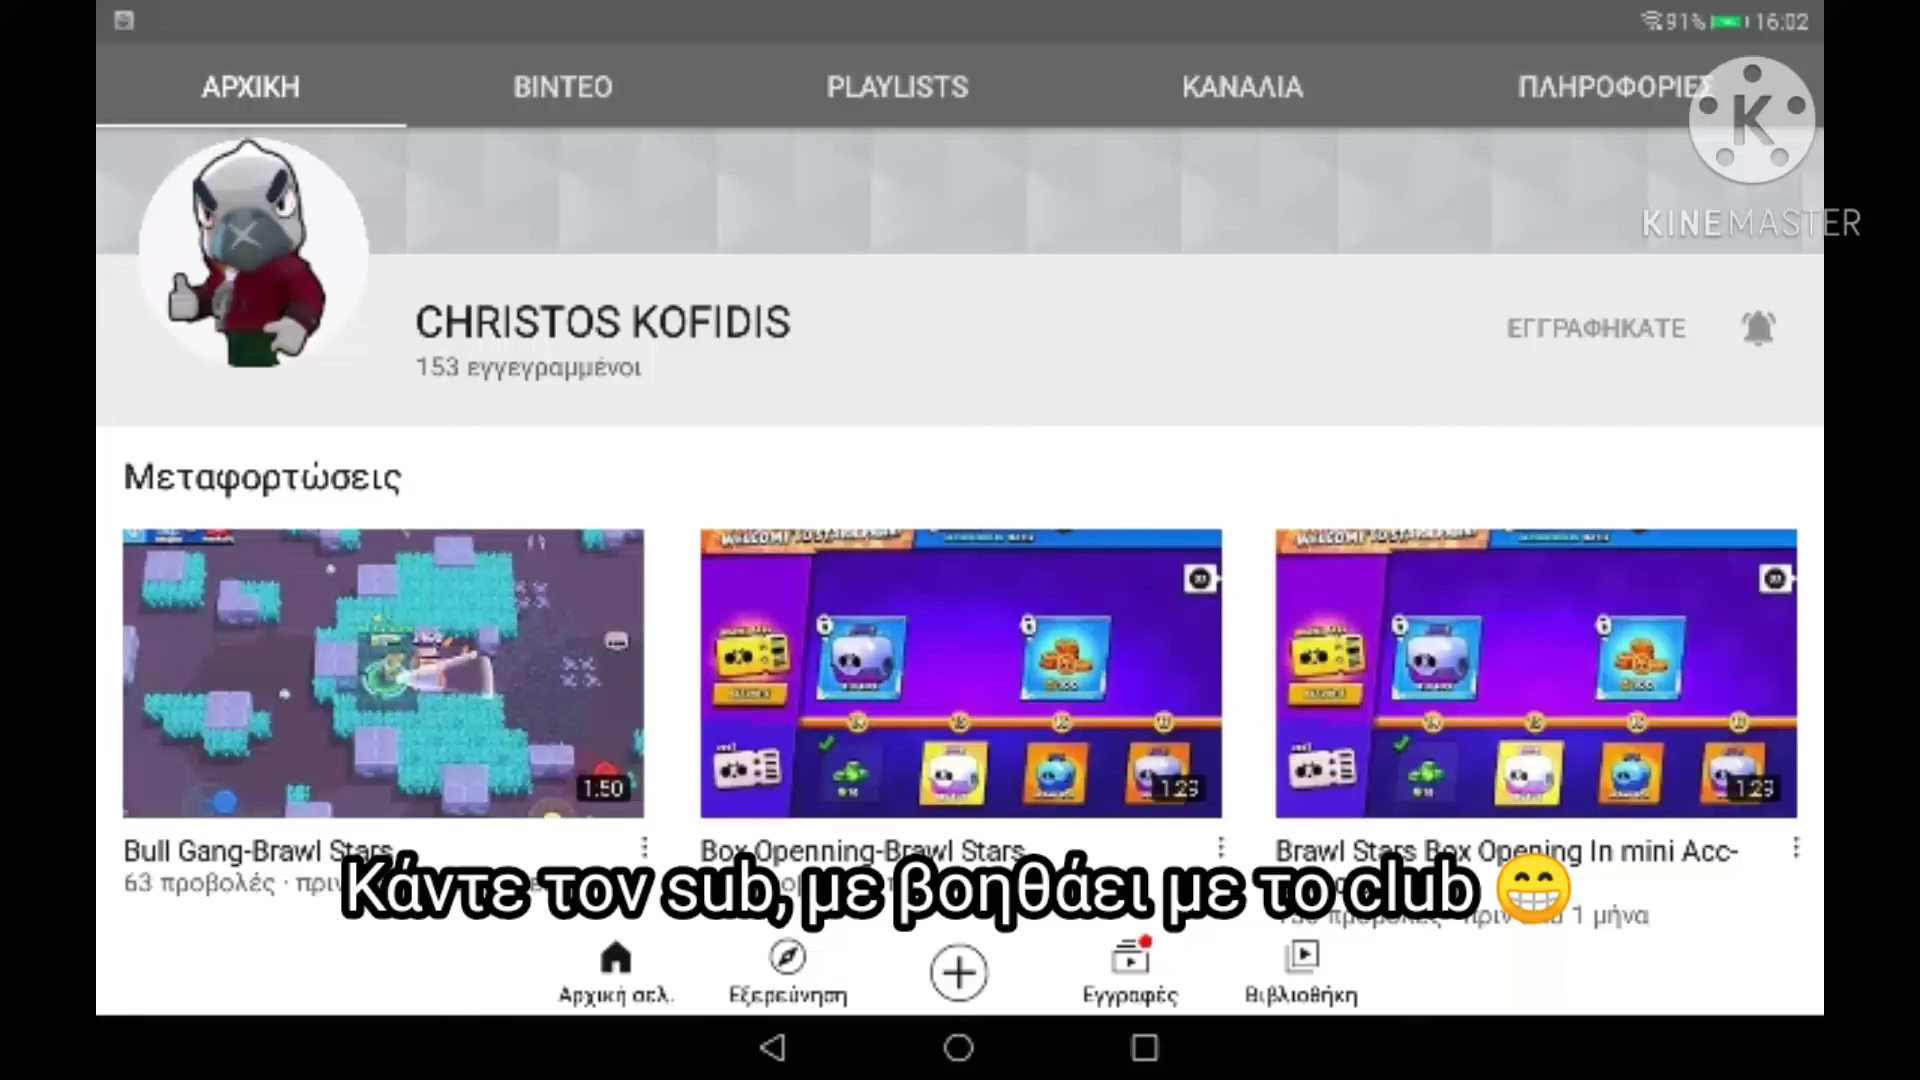 91% 16:02
ΑΡΧΙΚΗ ΒΙΝΤΕΟ PLAYLISTS ΚΑΝΑΛΙΑ ΠΛΗΡΟΦΟΡΙΕΣ
K
KINEMASTER
CHRISTOS KOFIDIS
153 εγγεγραμμένοι
ΕΓΓΡΑΦΗΚΑΤΕ
Μεταφορτώσεις
1:50
1:29
1:29
Bull Gang-Brawl Stars
63 προβολές ·
Box Openning-Brawl Stars
Brawl Stars Box Opening In mini Acc-
1 μήνα
Κάντε τον sub, με βοηθάει με το club 😁
Αρχική σελ. Εξερεύνηση Εγγραφές Βιβλιοθήκη